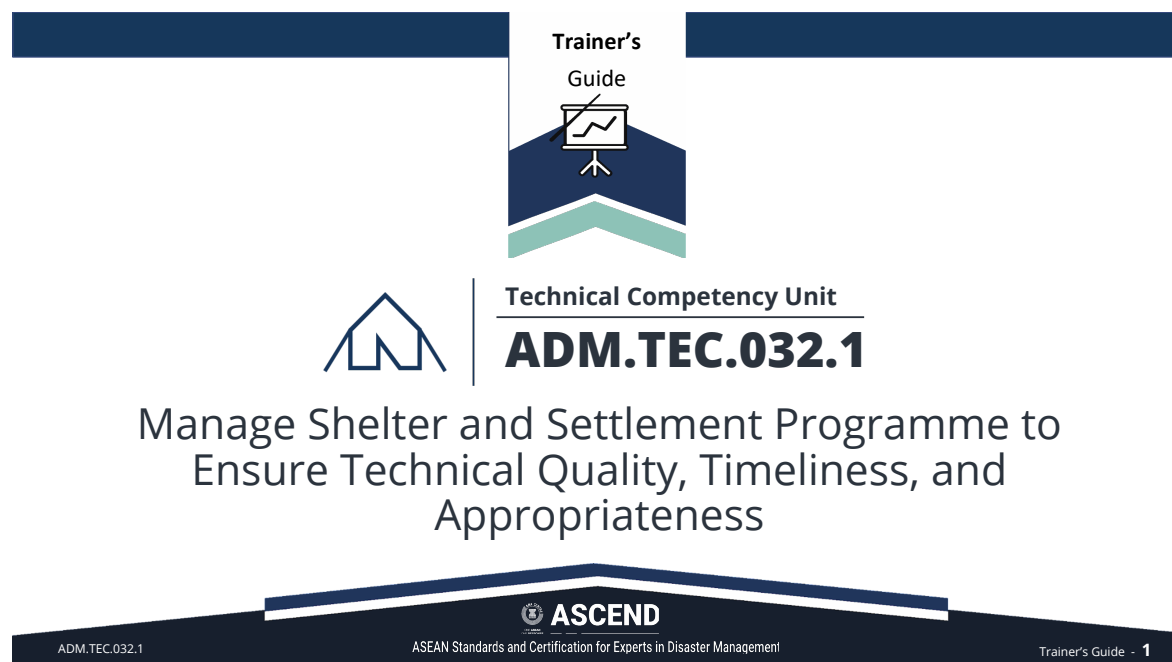 Trainer's
Guide
Technical Competency Unit
ADM.TEC.032.1
Manage Shelter and Settlement Programme to
Ensure Technical Quality, Timeliness, and
Appropriateness
ASCEND
ASEAN Standards and Certification for Experts in Disaster Management
ADM.TEC.032.1
Trainer's Guide - 1